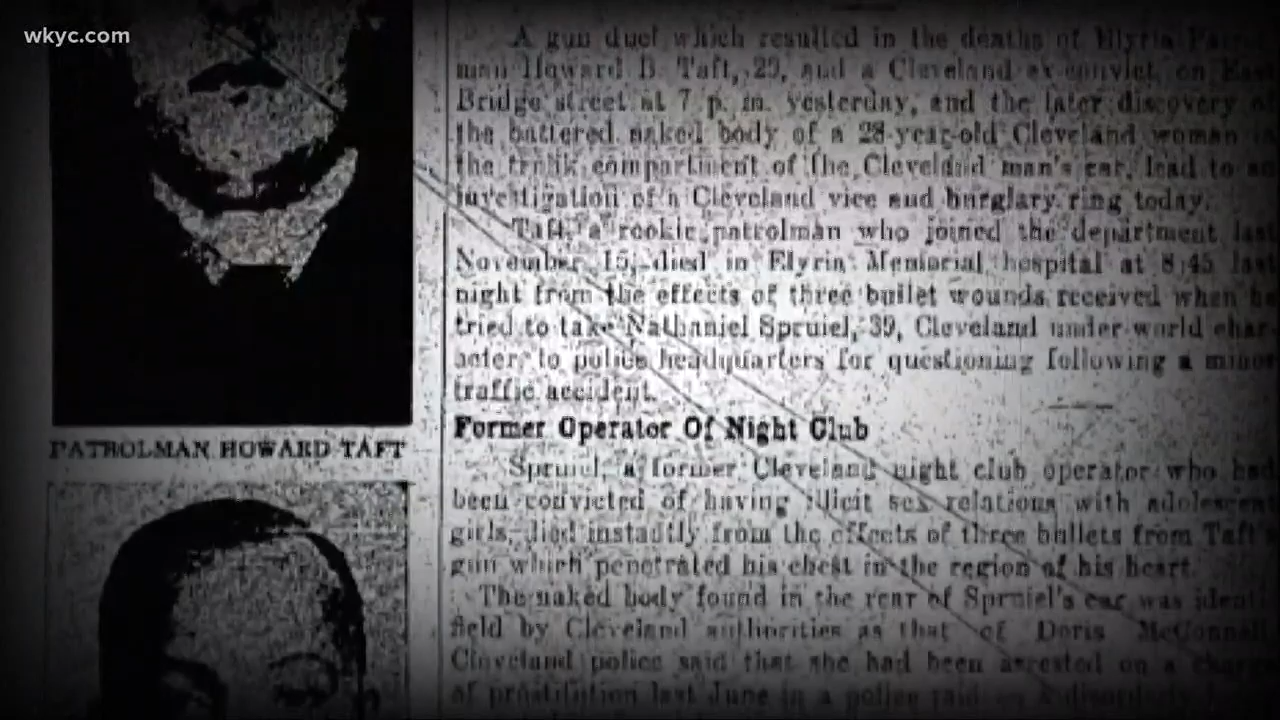 wkyc.com
PATROLMAN HOWARD TAFT
A gun duel which resulted in the deaths of Elyria
man Howard B. Taft, 29, and a Cleveland ex-convict, on
Bridge street at 7 p. m. yesterday, and the later discovery
the battered naked body of a 28-year-old Cleveland woman
the trunk compartment of the Cleveland man's car, lead to
investigation of a Cleveland vice and burglary ring today.
Taft, a rookie patrolman who joined the department last
November 15, died in Elyria Memorial hospital at 8:45 last
night from the effects of three bullet wounds received when
tried to take Nathaniel Spruiel, 39, Cleveland under-world char-
acter, to police headquarters for questioning following a minor
traffic accident.
Former Operator Of Night Club
Spruiel, a former Cleveland night club operator who had
been convicted of having illicit sex relations with adolescent
girls, died instantly from the effects of three bullets from Taft's
gun which penetrated his chest in the region of his heart.
The naked body found in the rear of Spruiel's car was identi-
fied by Cleveland authorities as that of Doris McConnell,
Cleveland police said that she had been arrested on a charge
of prostitution last June in a police raid